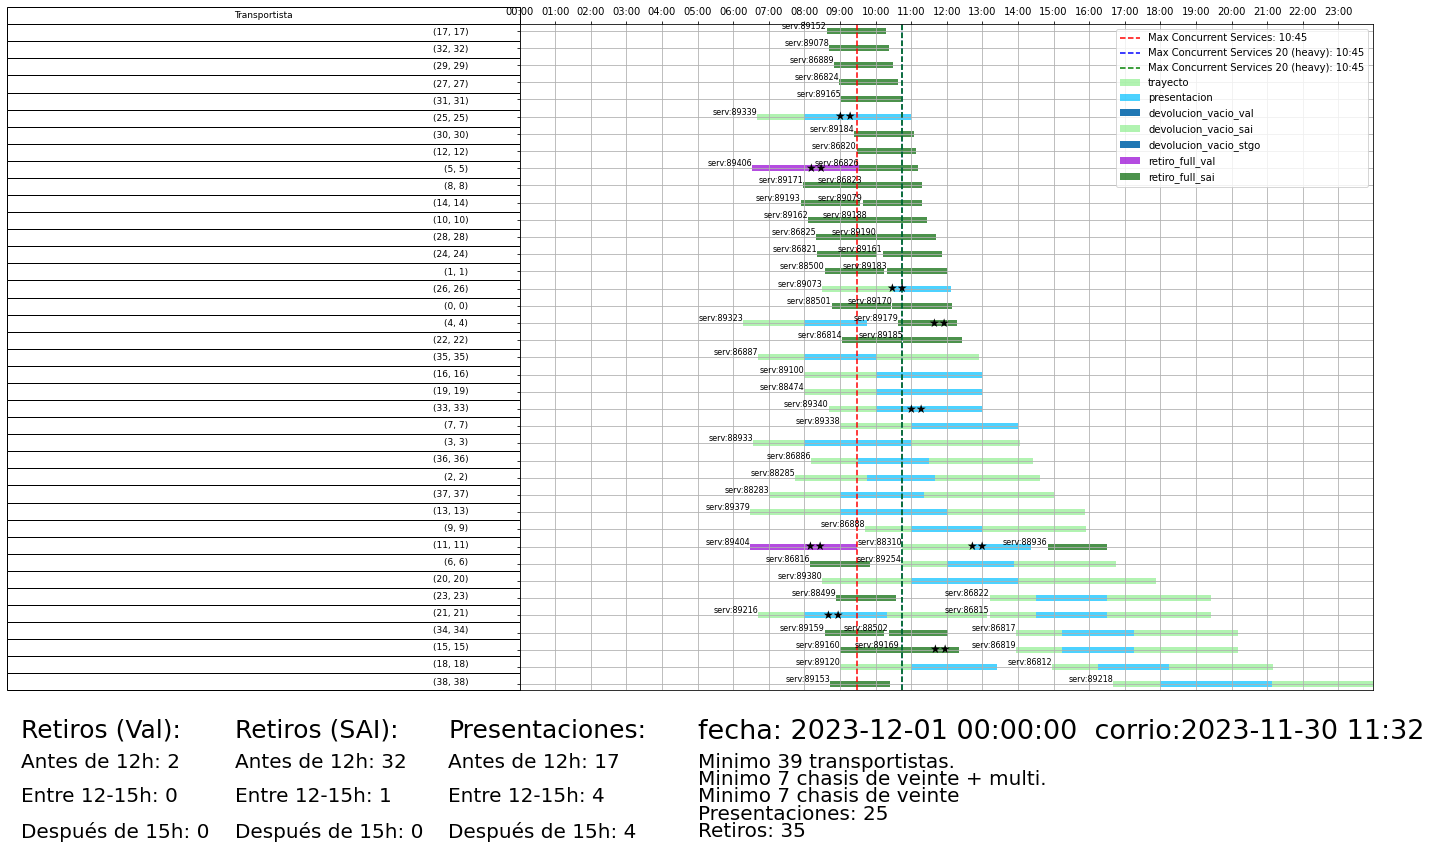 Transportista
00:00 01:00 02:00 03:00 04:00 05:00 06:00 07:00 08:00 09:00 10:00 11:00 12:00 13:00 14:00 15:00 16:00 17:00 18:00 19:00 20:00 21:00 22:00 23:00
(17, 17) serv:89152
(32, 32) serv:89078
(29, 29) serv:86889
(27, 27) serv:86824
(31, 31) serv:89165
(25, 25) serv:89339
(30, 30) serv:89184
(12, 12) serv:86820
(5, 5) serv:89406 serv:86826
(8, 8) serv:89171 serv:86823
(14, 14) serv:89193 serv:89079
(10, 10) serv:89162 serv:89188
(28, 28) serv:86825 serv:89190
(24, 24) serv:86821 serv:89161
(1, 1) serv:88500 serv:89183
(26, 26) serv:89073
(0, 0) serv:88501 serv:89170
(4, 4) serv:89323 serv:89179
(22, 22) serv:86814 serv:89185
(35, 35) serv:86887
(16, 16) serv:89100
(19, 19) serv:88474
(33, 33) serv:89340
(7, 7) serv:89338
(3, 3) serv:88933
(36, 36) serv:86886
(2, 2) serv:88285
(37, 37) serv:88283
(13, 13) serv:89379
(9, 9) serv:86888
(11, 11) serv:89404 serv:88310 serv:88936
(6, 6) serv:86816 serv:89254
(20, 20) serv:89380
(23, 23) serv:88499 serv:86822
(21, 21) serv:89216 serv:86815
(34, 34) serv:89159 serv:88502 serv:86817
(15, 15) serv:89160 serv:89169 serv:86819
(18, 18) serv:89120 serv:86812
(38, 38) serv:89153 serv:89218
Max Concurrent Services: 10:45
Max Concurrent Services 20 (heavy): 10:45
Max Concurrent Services 20 (heavy): 10:45
trayecto
presentacion
devolucion_vacio_val
devolucion_vacio_sai
devolucion_vacio_stgo
retiro_full_val
retiro_full_sai
Retiros (Val):
Antes de 12h: 2
Entre 12-15h: 0
Después de 15h: 0
Retiros (SAI):
Antes de 12h: 32
Entre 12-15h: 1
Después de 15h: 0
Presentaciones:
Antes de 12h: 17
Entre 12-15h: 4
Después de 15h: 4
fecha: 2023-12-01 00:00:00 corrio:2023-11-30 11:32
Minimo 39 transportistas.
Minimo 7 chasis de veinte + multi.
Minimo 7 chasis de veinte
Presentaciones: 25
Retiros: 35